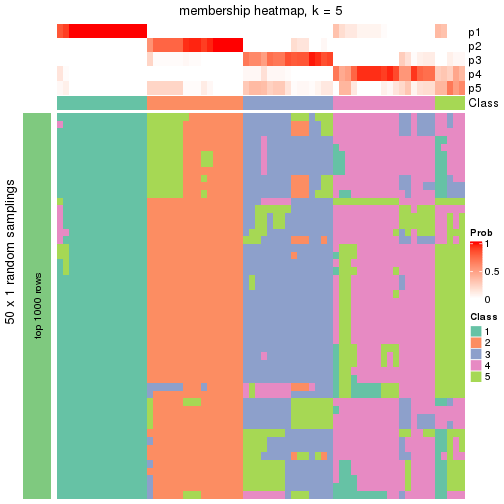 membership heatmap, k = 5
p1
p2
p3
p4
p5
Class
50 x 1 random samplings
top 1000 rows
Prob
1
0.5
0
Class
1
2
3
4
5